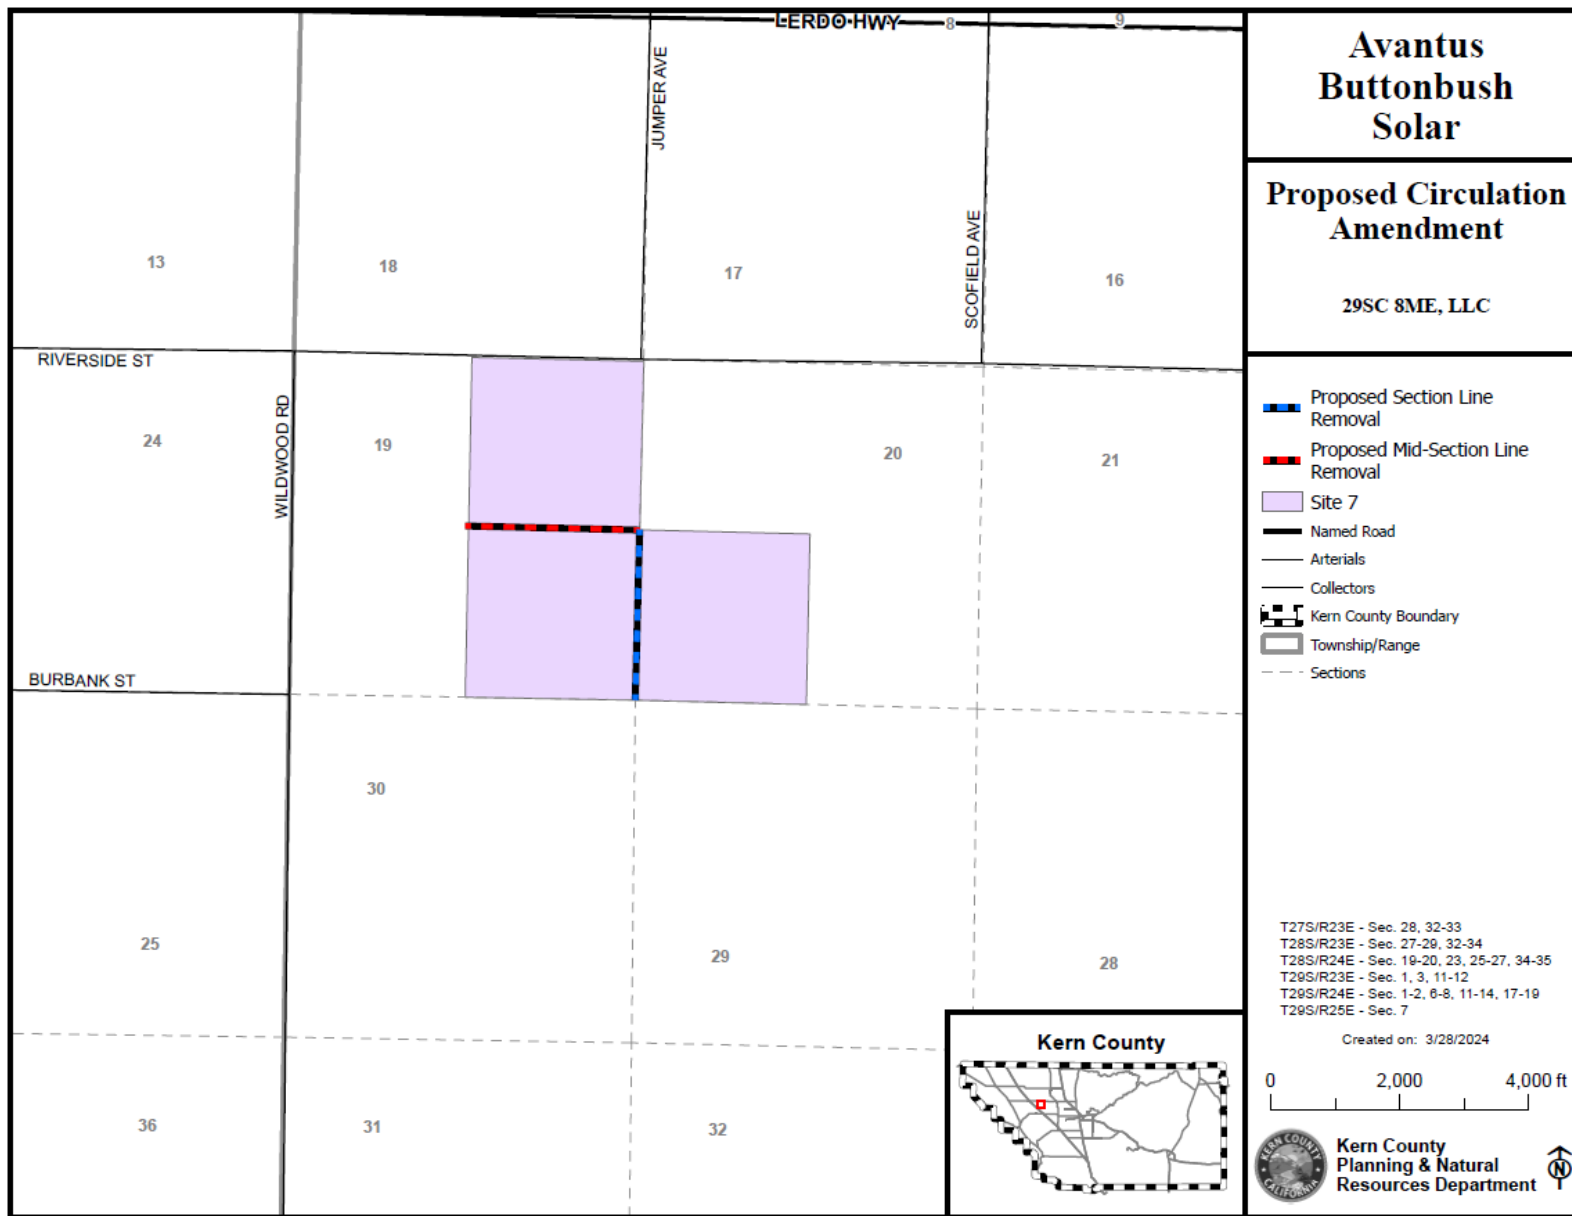 LERDO HWY
8
9
JUMPER AVE
SCOFIELD AVE
13
18
17
16
RIVERSIDE ST
WILDWOOD RD
24
19
20
21
BURBANK ST
30
25
29
28
36
31
32
Kern County
Avantus
Buttonbush
Solar
Proposed Circulation
Amendment
29SC 8ME, LLC
Proposed Section Line
Removal
Proposed Mid-Section Line
Removal
Site 7
Named Road
Arterials
Collectors
Kern County Boundary
Township/Range
Sections
T27S/R23E - Sec. 28, 32-33
T28S/R23E - Sec. 27-29, 32-34
T28S/R24E - Sec. 19-20, 23, 25-27, 34-35
T29S/R23E - Sec. 1, 3, 11-12
T29S/R24E - Sec. 1-2, 6-8, 11-14, 17-19
T29S/R25E - Sec. 7
Created on: 3/28/2024
0 2,000 4,000 ft
KERN COUNTY
CALIFORNIA
Kern County
Planning & Natural
Resources Department
N